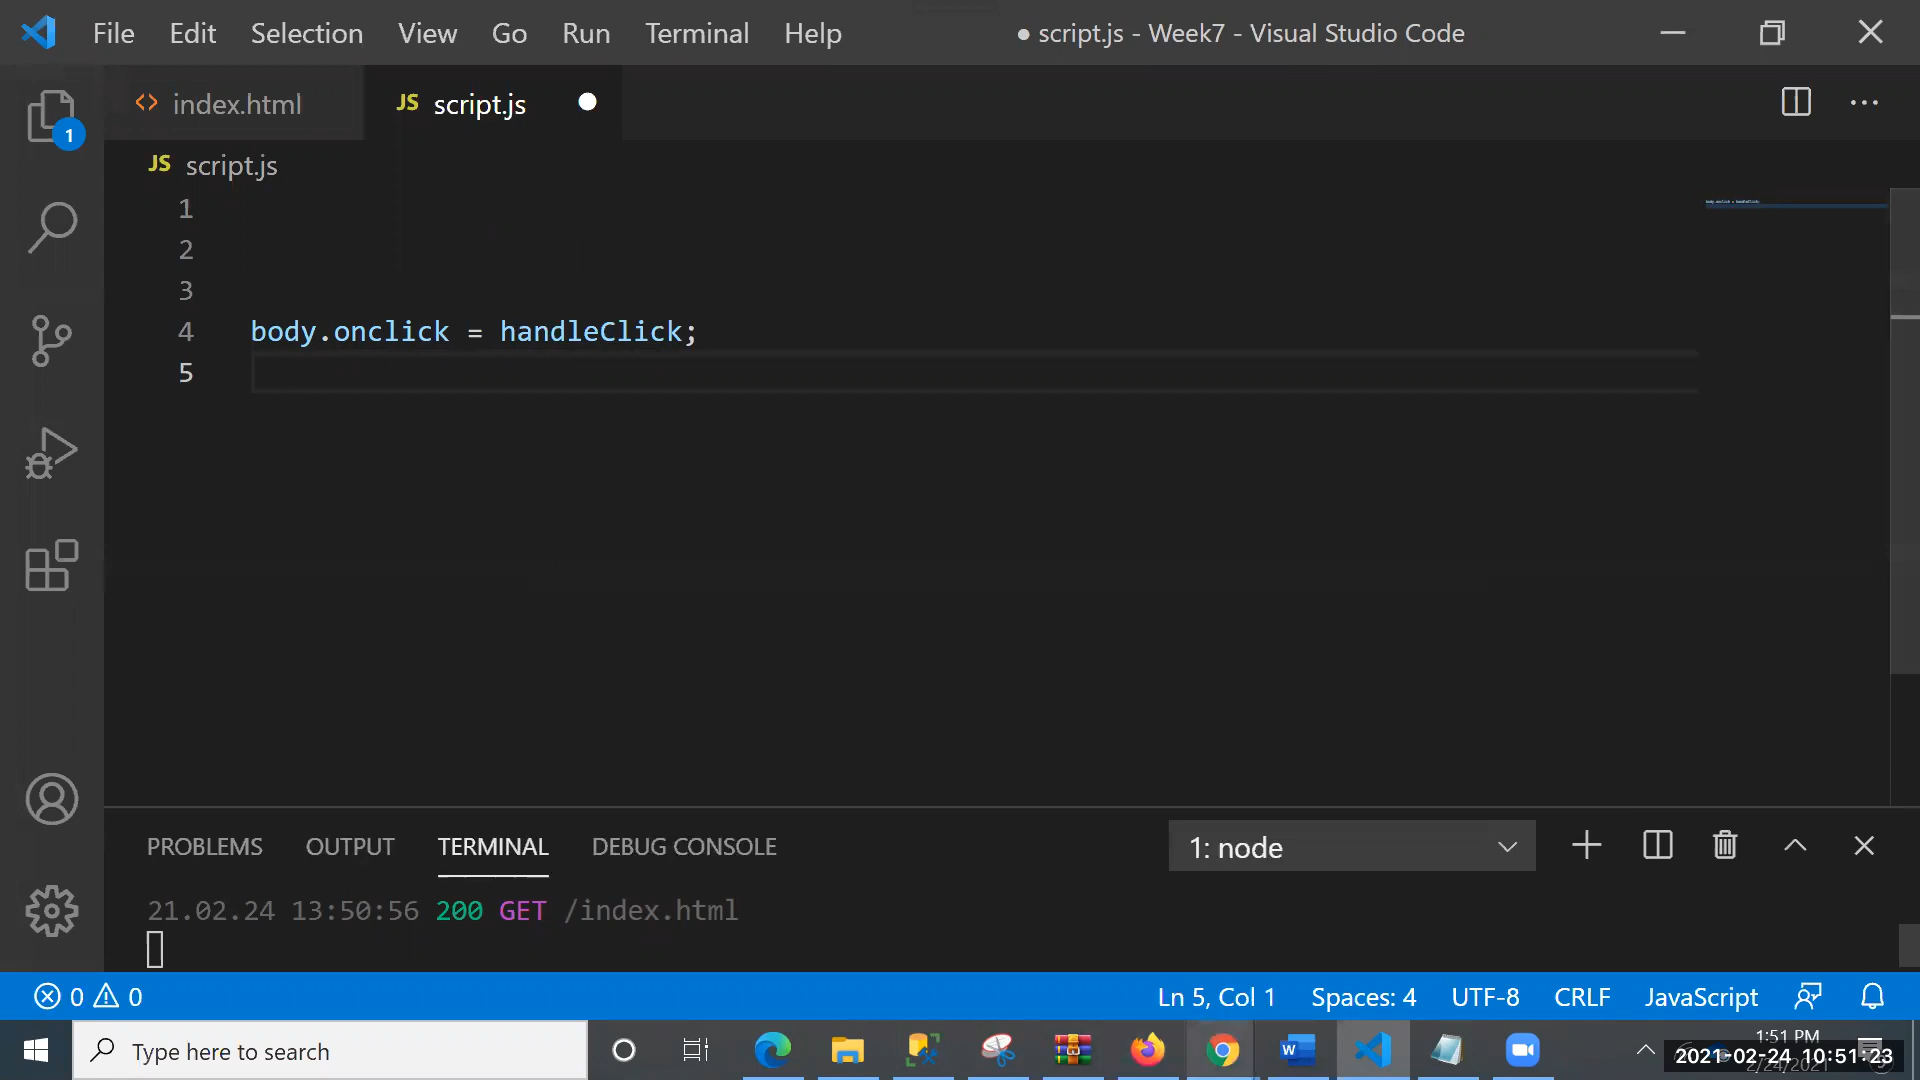 File Edit Selection View Go Run Terminal Help ● script.js - Week7 - Visual Studio Code
index.html JS script.js
1 JS script.js
1
2
3
4 body.onclick = handleClick;
5
PROBLEMS OUTPUT TERMINAL DEBUG CONSOLE 1: node
21.02.24 13:50:56 200 GET /index.html
0 0 Ln 5, Col 1 Spaces: 4 UTF-8 CRLF JavaScript
Type here to search
1:51 PM
2021-02-24 10:51:23